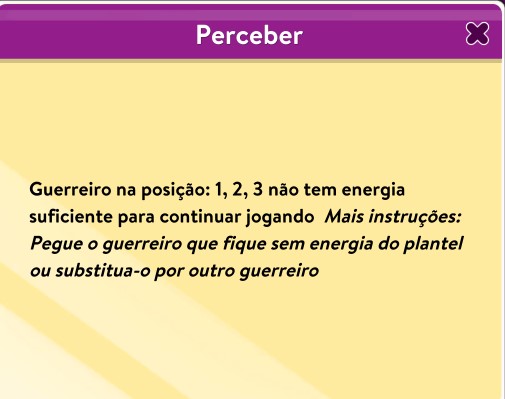 Perceber
Guerreiro na posição: 1, 2, 3 não tem energia
suficiente para continuar jogando Mais instruções:
Pegue o guerreiro que fique sem energia do plantel
ou substitua-o por outro guerreiro